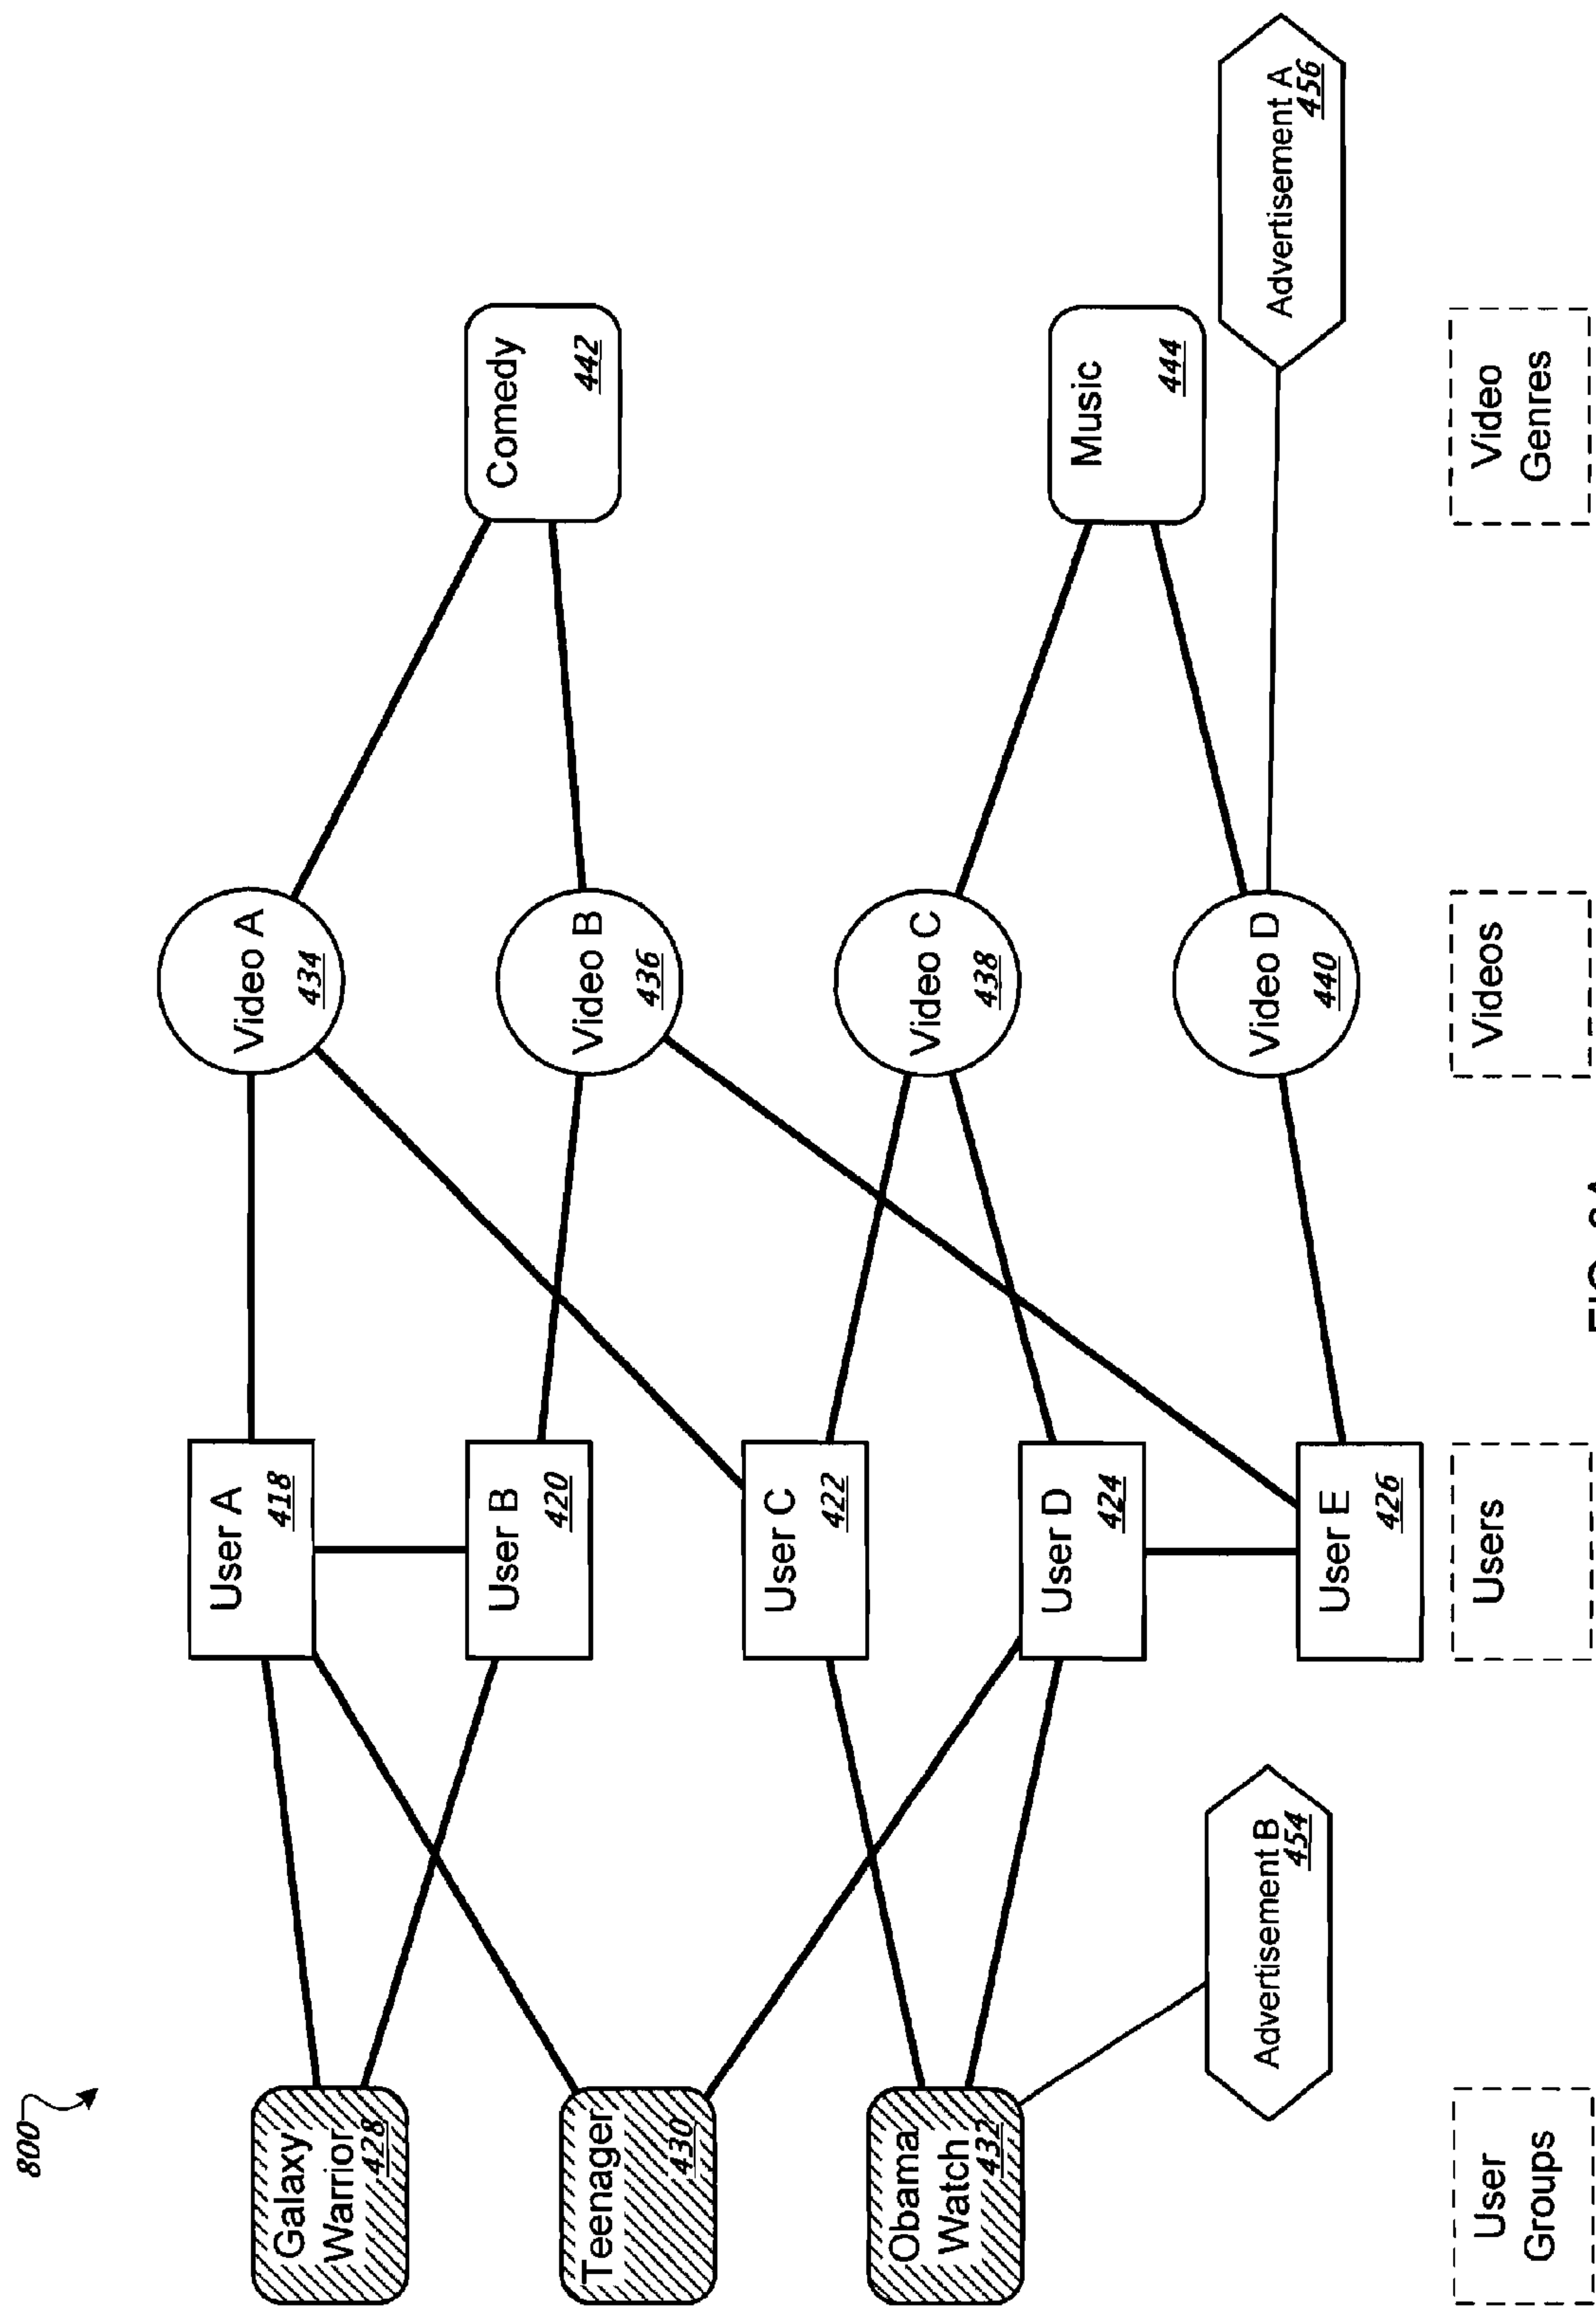 800
Galaxy
Warrior
428
Teenager
430
Obama
Watch
432
User A
418
User B
420
User C
422
User D
424
User E
426
Video A
434
Video B
436
Video C
438
Video D
440
Comedy
442
Music
444
Advertisement B
454
Advertisement A
456
User
Groups
Users
Videos
Video
Genres